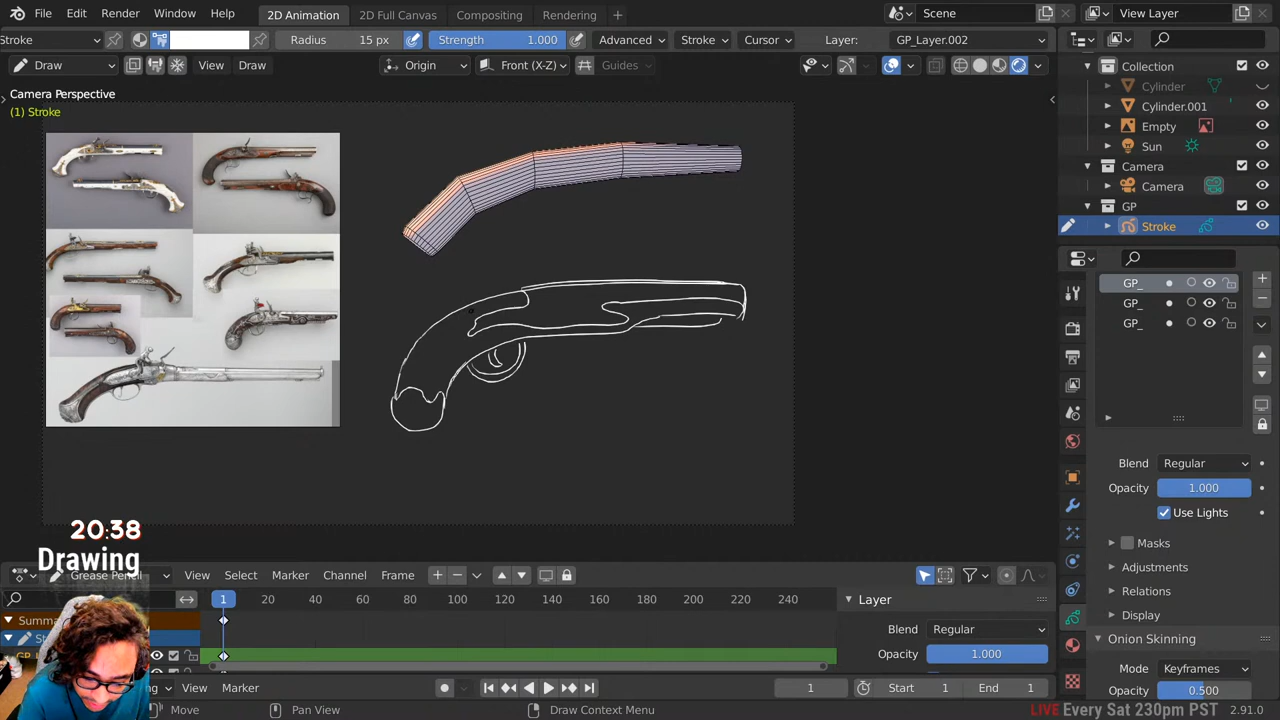 File Edit Render Window Help 2D Animation 2D Full Canvas Compositing Rendering + Scene View Layer
Stroke Radius 15 px Strength 1.000 Advanced Stroke Cursor Layer: GP_Layer.002
Draw View Draw Origin Front (X-Z) Guides
Camera Perspective
(1) Stroke
Collection
Cylinder
Cylinder.001
Empty
Sun
Camera
Camera
GP
Stroke
GP_
GP_
GP_
Blend Regular
Opacity 1.000
Use Lights
Masks
Adjustments
Relations
Display
Onion Skinning
Mode Keyframes
Opacity 0.500
20:38
Drawing
Grease Pencil View Select Marker Channel Frame
1 20 40 60 80 100 120 140 160 180 200 220 240
Summa
St
Layer
Blend Regular
Opacity 1.000
View Marker 1 Start 1 End 1
Move Pan View Draw Context Menu
LIVE Every Sat 230pm PST
2.91.0